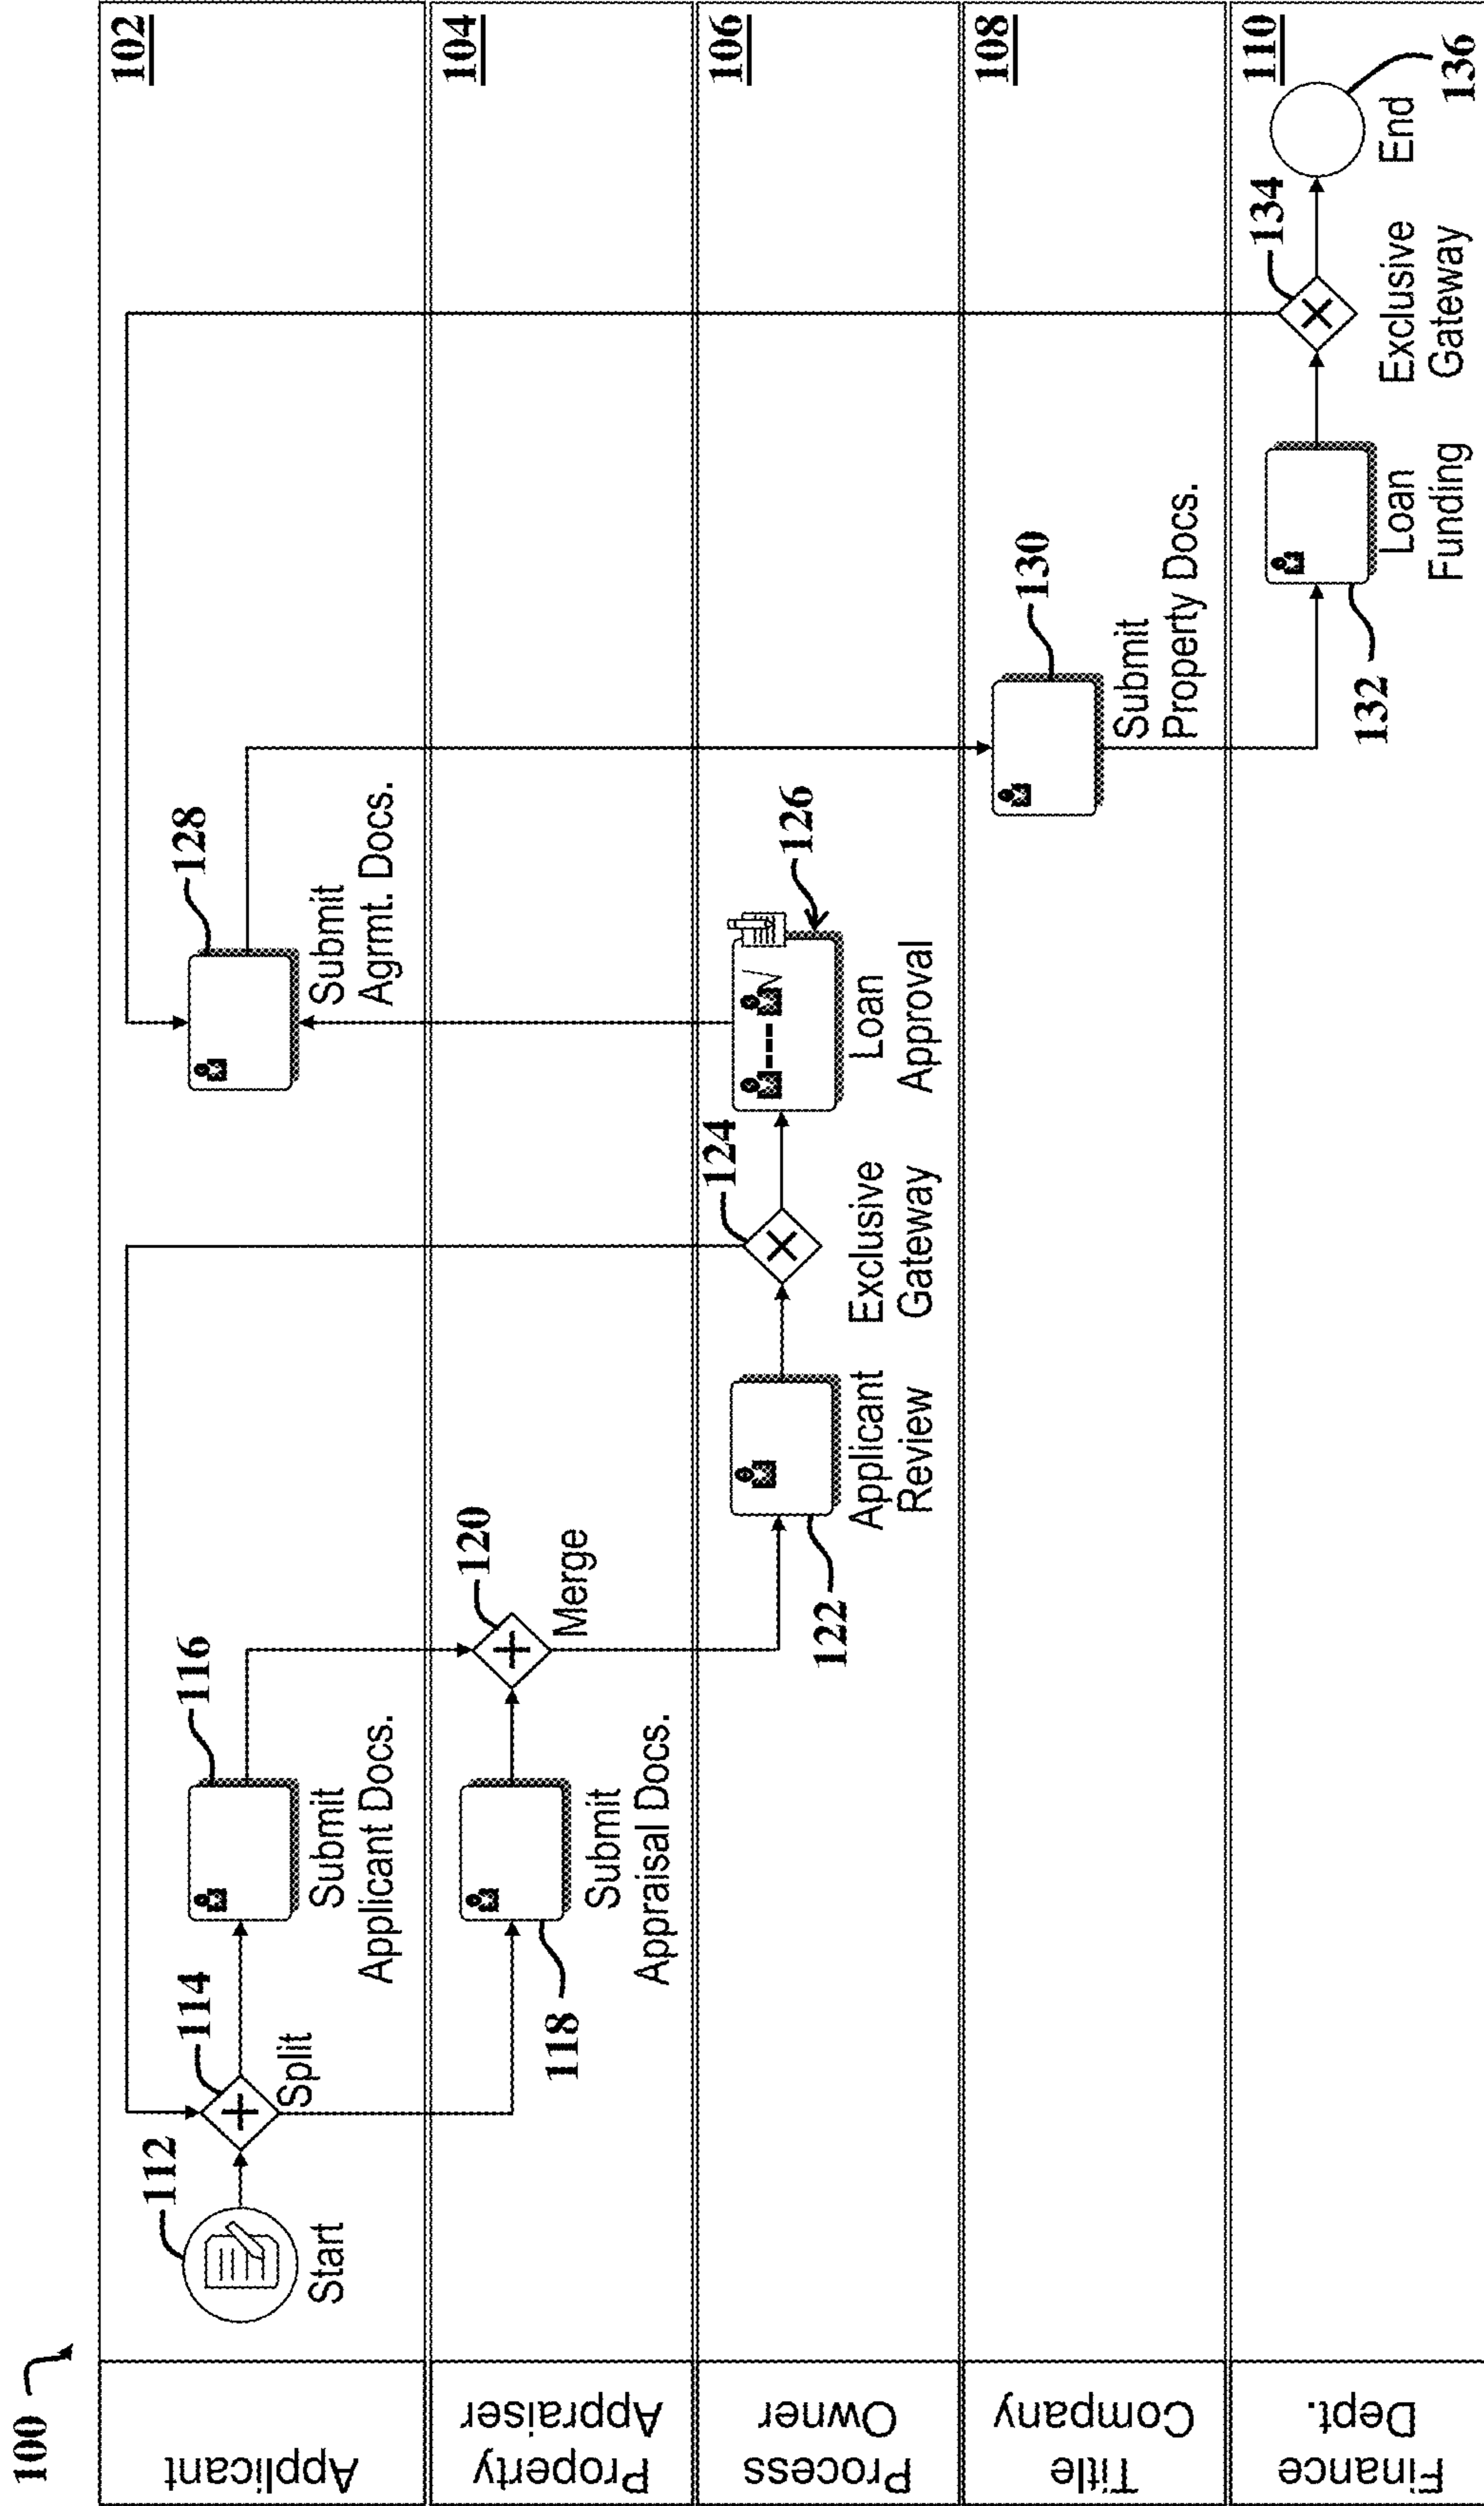 100
Applicant
102
112
Start
114
Split
116
Submit
Applicant Docs.
128
Submit
Agrmt. Docs.
Property
Appraiser
104
118
Submit
Appraisal Docs.
120
Merge
Process
Owner
106
122
Applicant
Review
124
Exclusive
Gateway
126
Loan
Approval
Title
Company
108
130
Submit
Property Docs.
Finance
Dept.
110
132
Loan
Funding
134
Exclusive
Gateway
136
End